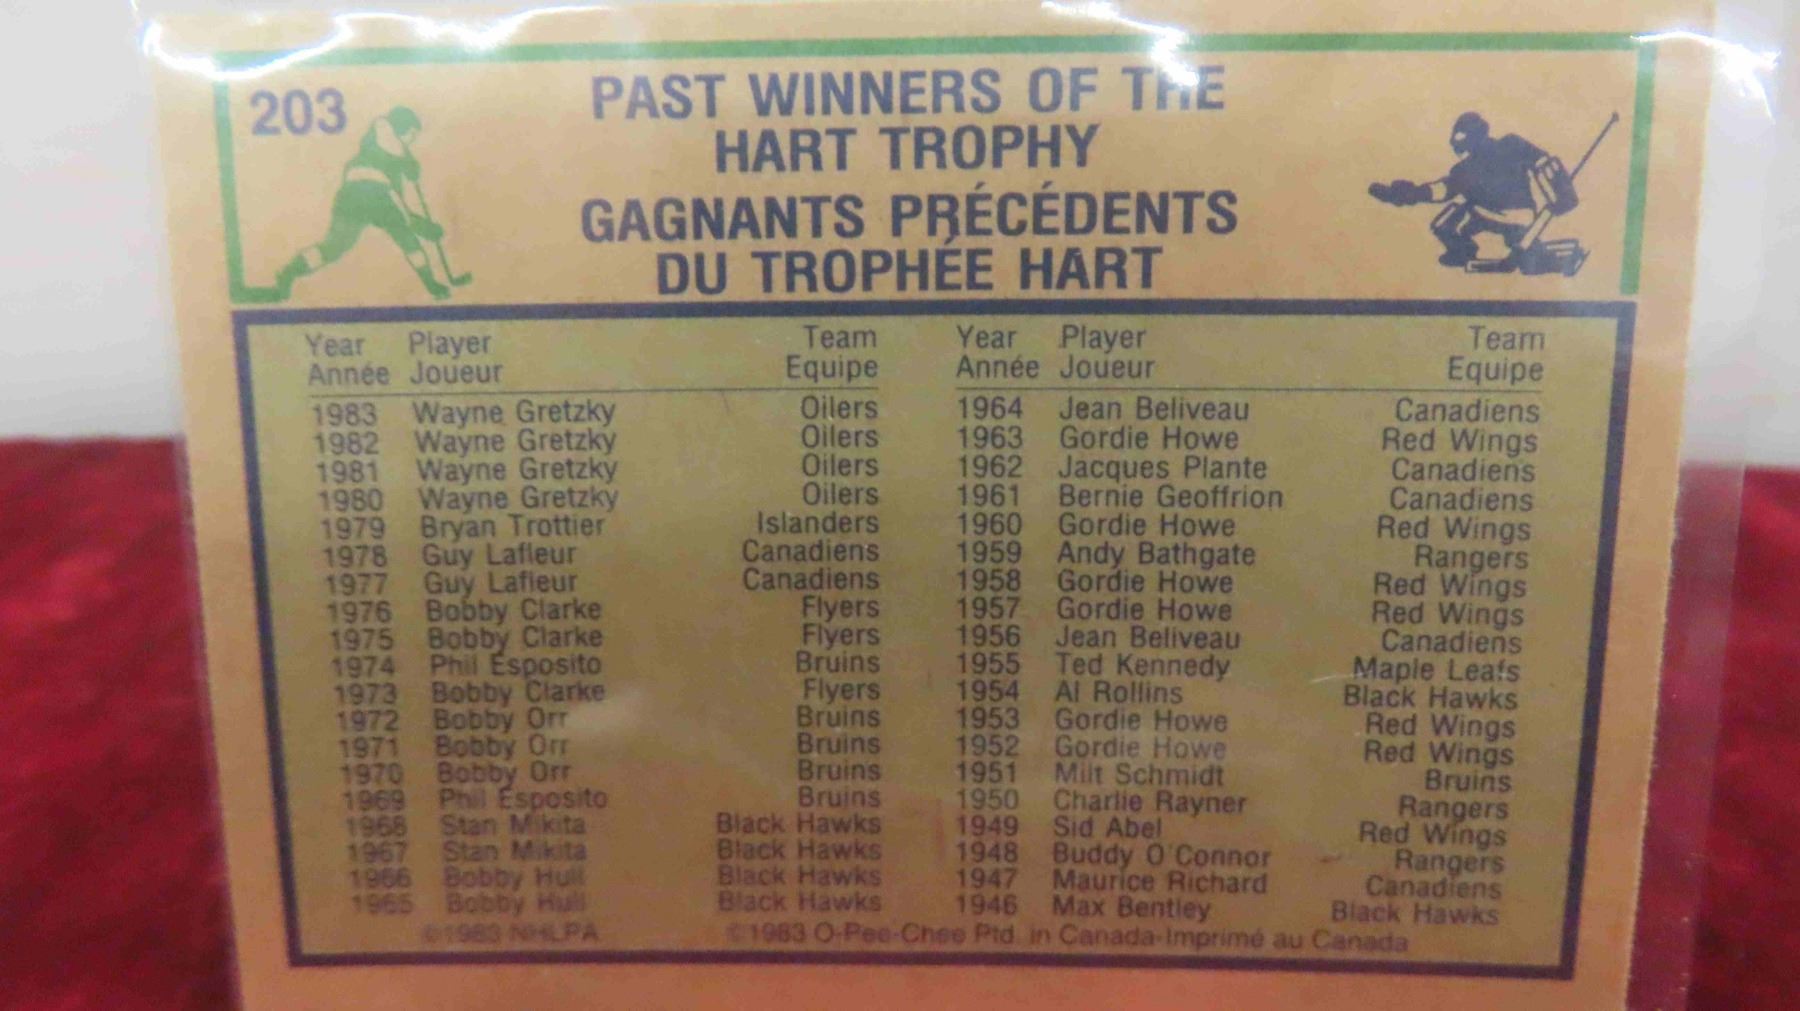 203
PAST WINNERS OF THE
HART TROPHY
GAGNANTS PRÉCÉDENTS
DU TROPHÉE HART
Year Player Team Year Player Team
Année Joueur Equipe Année Joueur Equipe
1983 Wayne Gretzky Oilers 1964 Jean Beliveau Canadiens
1982 Wayne Gretzky Oilers 1963 Gordie Howe Red Wings
1981 Wayne Gretzky Oilers 1962 Jacques Plante Canadiens
1980 Wayne Gretzky Oilers 1961 Bernie Geoffrion Canadiens
1979 Bryan Trottier Islanders 1960 Gordie Howe Red Wings
1978 Guy Lafleur Canadiens 1959 Andy Bathgate Rangers
1977 Guy Lafleur Canadiens 1958 Gordie Howe Red Wings
1976 Bobby Clarke Flyers 1957 Gordie Howe Red Wings
1975 Bobby Clarke Flyers 1956 Jean Beliveau Canadiens
1974 Phil Esposito Bruins 1955 Ted Kennedy Maple Leafs
1973 Bobby Clarke Flyers 1954 Al Rollins Black Hawks
1972 Bobby Orr Bruins 1953 Gordie Howe Red Wings
1971 Bobby Orr Bruins 1952 Gordie Howe Red Wings
1970 Bobby Orr Bruins 1951 Milt Schmidt Bruins
1969 Phil Esposito Bruins 1950 Charlie Rayner Rangers
1968 Stan Mikita Black Hawks 1949 Sid Abel Red Wings
1967 Stan Mikita Black Hawks 1948 Buddy O'Connor Rangers
1966 Bobby Hull Black Hawks 1947 Maurice Richard Canadiens
1965 Bobby Hull Black Hawks 1946 Max Bentley Black Hawks
©1983 NHLPA ©1983 O-Pee-Chee Ptd. in Canada-Imprimé au Canada